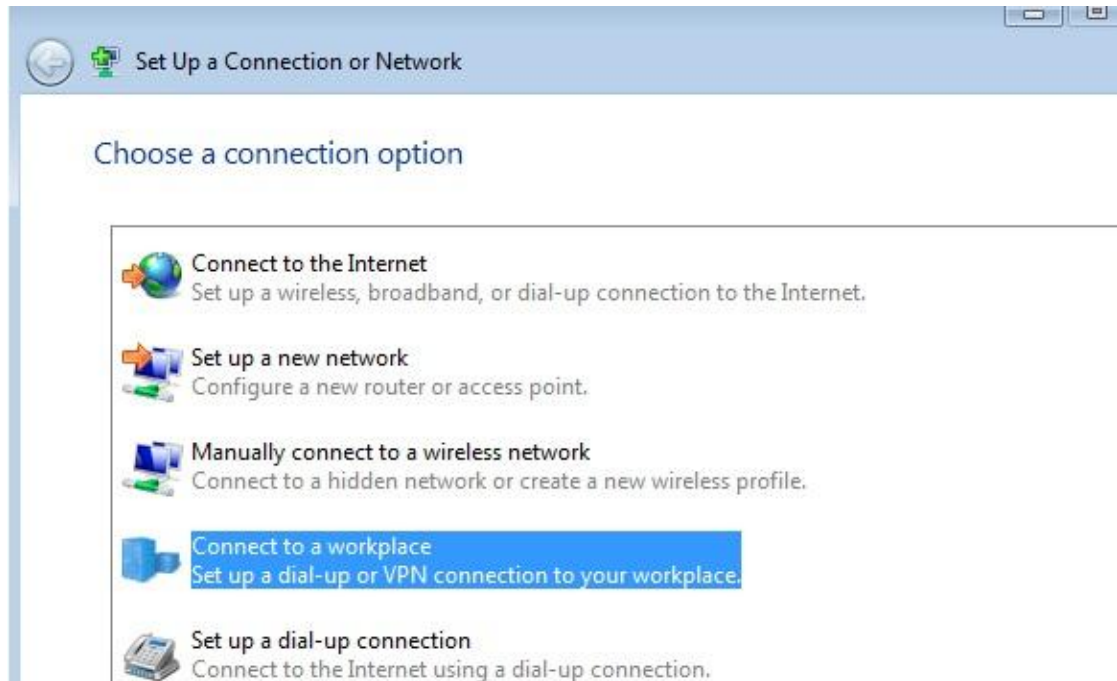 Set Up a Connection or Network
Choose a connection option
Connect to the Internet
Set up a wireless, broadband, or dial-up connection to the Internet.
Set up a new network
Configure a new router or access point.
Manually connect to a wireless network
Connect to a hidden network or create a new wireless profile.
Connect to a workplace
Set up a dial-up or VPN connection to your workplace.
Set up a dial-up connection
Connect to the Internet using a dial-up connection.